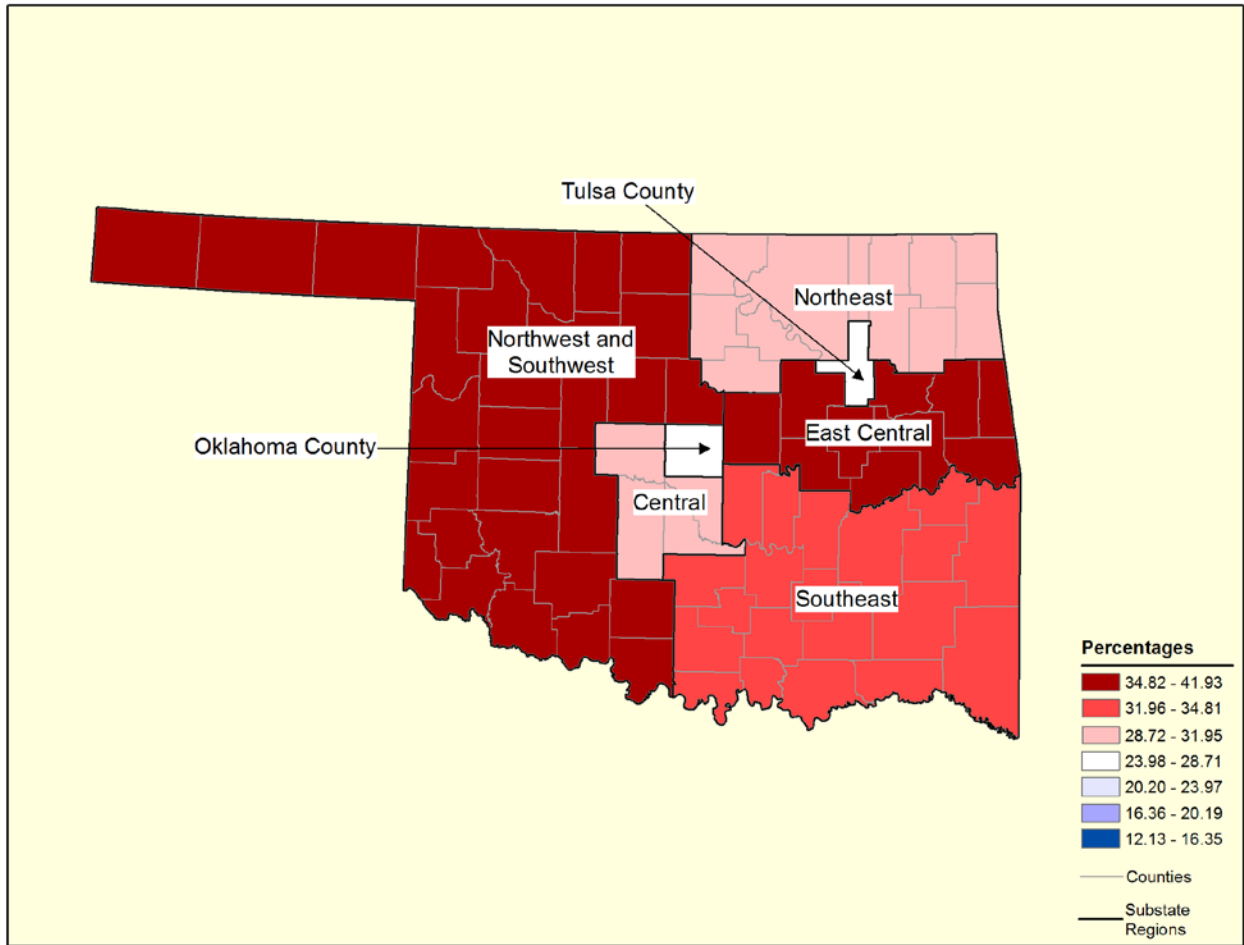 Tulsa County
Northeast
Northwest and
Southwest
East Central
Oklahoma County
Central
Southeast
Percentages
34.82 - 41.93
31.96 - 34.81
28.72 - 31.95
23.98 - 28.71
20.20 - 23.97
16.36 - 20.19
12.13 - 16.35
Counties
Substate
Regions